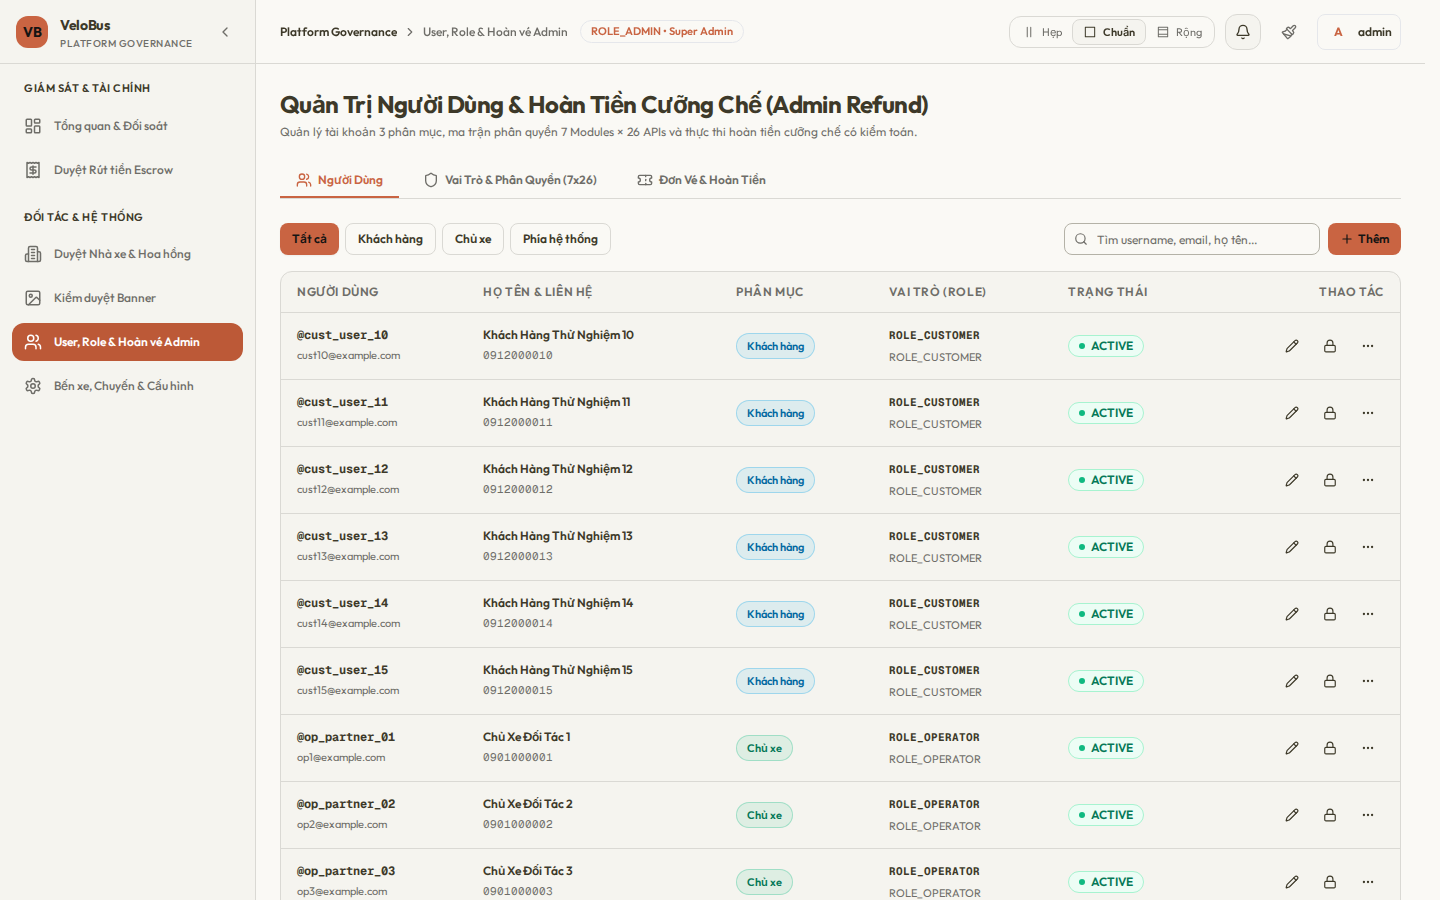 VB
VeloBus
PLATFORM GOVERNANCE
GIÁM SÁT & TÀI CHÍNH
Tổng quan & Đối soát
Duyệt Rút tiền Escrow
ĐỐI TÁC & HỆ THỐNG
Duyệt Nhà xe & Hoa hồng
Kiểm duyệt Banner
User, Role & Hoàn vé Admin
Bến xe, Chuyến & Cấu hình
Platform Governance > User, Role & Hoàn vé Admin ROLE_ADMIN • Super Admin
Hẹp Chuẩn Rộng
A admin
Quản Trị Người Dùng & Hoàn Tiền Cưỡng Chế (Admin Refund)
Quản lý tài khoản 3 phân mục, ma trận phân quyền 7 Modules × 26 APIs và thực thi hoàn tiền cưỡng chế có kiểm toán.
Người Dùng Vai Trò & Phân Quyền (7x26) Đơn Vé & Hoàn Tiền
Tất cả Khách hàng Chủ xe Phía hệ thống
Tìm username, email, họ tên...
+ Thêm
NGƯỜI DÙNG HỌ TÊN & LIÊN HỆ PHÂN MỤC VAI TRÒ (ROLE) TRẠNG THÁI THAO TÁC
@cust_user_10 Khách Hàng Thử Nghiệm 10 Khách hàng ROLE_CUSTOMER ACTIVE
cust10@example.com 0912000010 ROLE_CUSTOMER
@cust_user_11 Khách Hàng Thử Nghiệm 11 Khách hàng ROLE_CUSTOMER ACTIVE
cust11@example.com 0912000011 ROLE_CUSTOMER
@cust_user_12 Khách Hàng Thử Nghiệm 12 Khách hàng ROLE_CUSTOMER ACTIVE
cust12@example.com 0912000012 ROLE_CUSTOMER
@cust_user_13 Khách Hàng Thử Nghiệm 13 Khách hàng ROLE_CUSTOMER ACTIVE
cust13@example.com 0912000013 ROLE_CUSTOMER
@cust_user_14 Khách Hàng Thử Nghiệm 14 Khách hàng ROLE_CUSTOMER ACTIVE
cust14@example.com 0912000014 ROLE_CUSTOMER
@cust_user_15 Khách Hàng Thử Nghiệm 15 Khách hàng ROLE_CUSTOMER ACTIVE
cust15@example.com 0912000015 ROLE_CUSTOMER
@op_partner_01 Chủ Xe Đối Tác 1 Chủ xe ROLE_OPERATOR ACTIVE
op1@example.com 0901000001 ROLE_OPERATOR
@op_partner_02 Chủ Xe Đối Tác 2 Chủ xe ROLE_OPERATOR ACTIVE
op2@example.com 0901000002 ROLE_OPERATOR
@op_partner_03 Chủ Xe Đối Tác 3 Chủ xe ROLE_OPERATOR ACTIVE
op3@example.com 0901000003 ROLE_OPERATOR